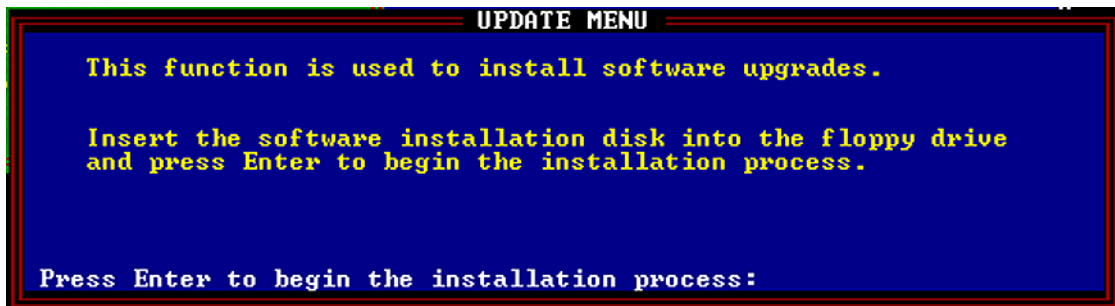 UPDATE MENU
This function is used to install software upgrades.
Insert the software installation disk into the floppy drive
and press Enter to begin the installation process.
Press Enter to begin the installation process: